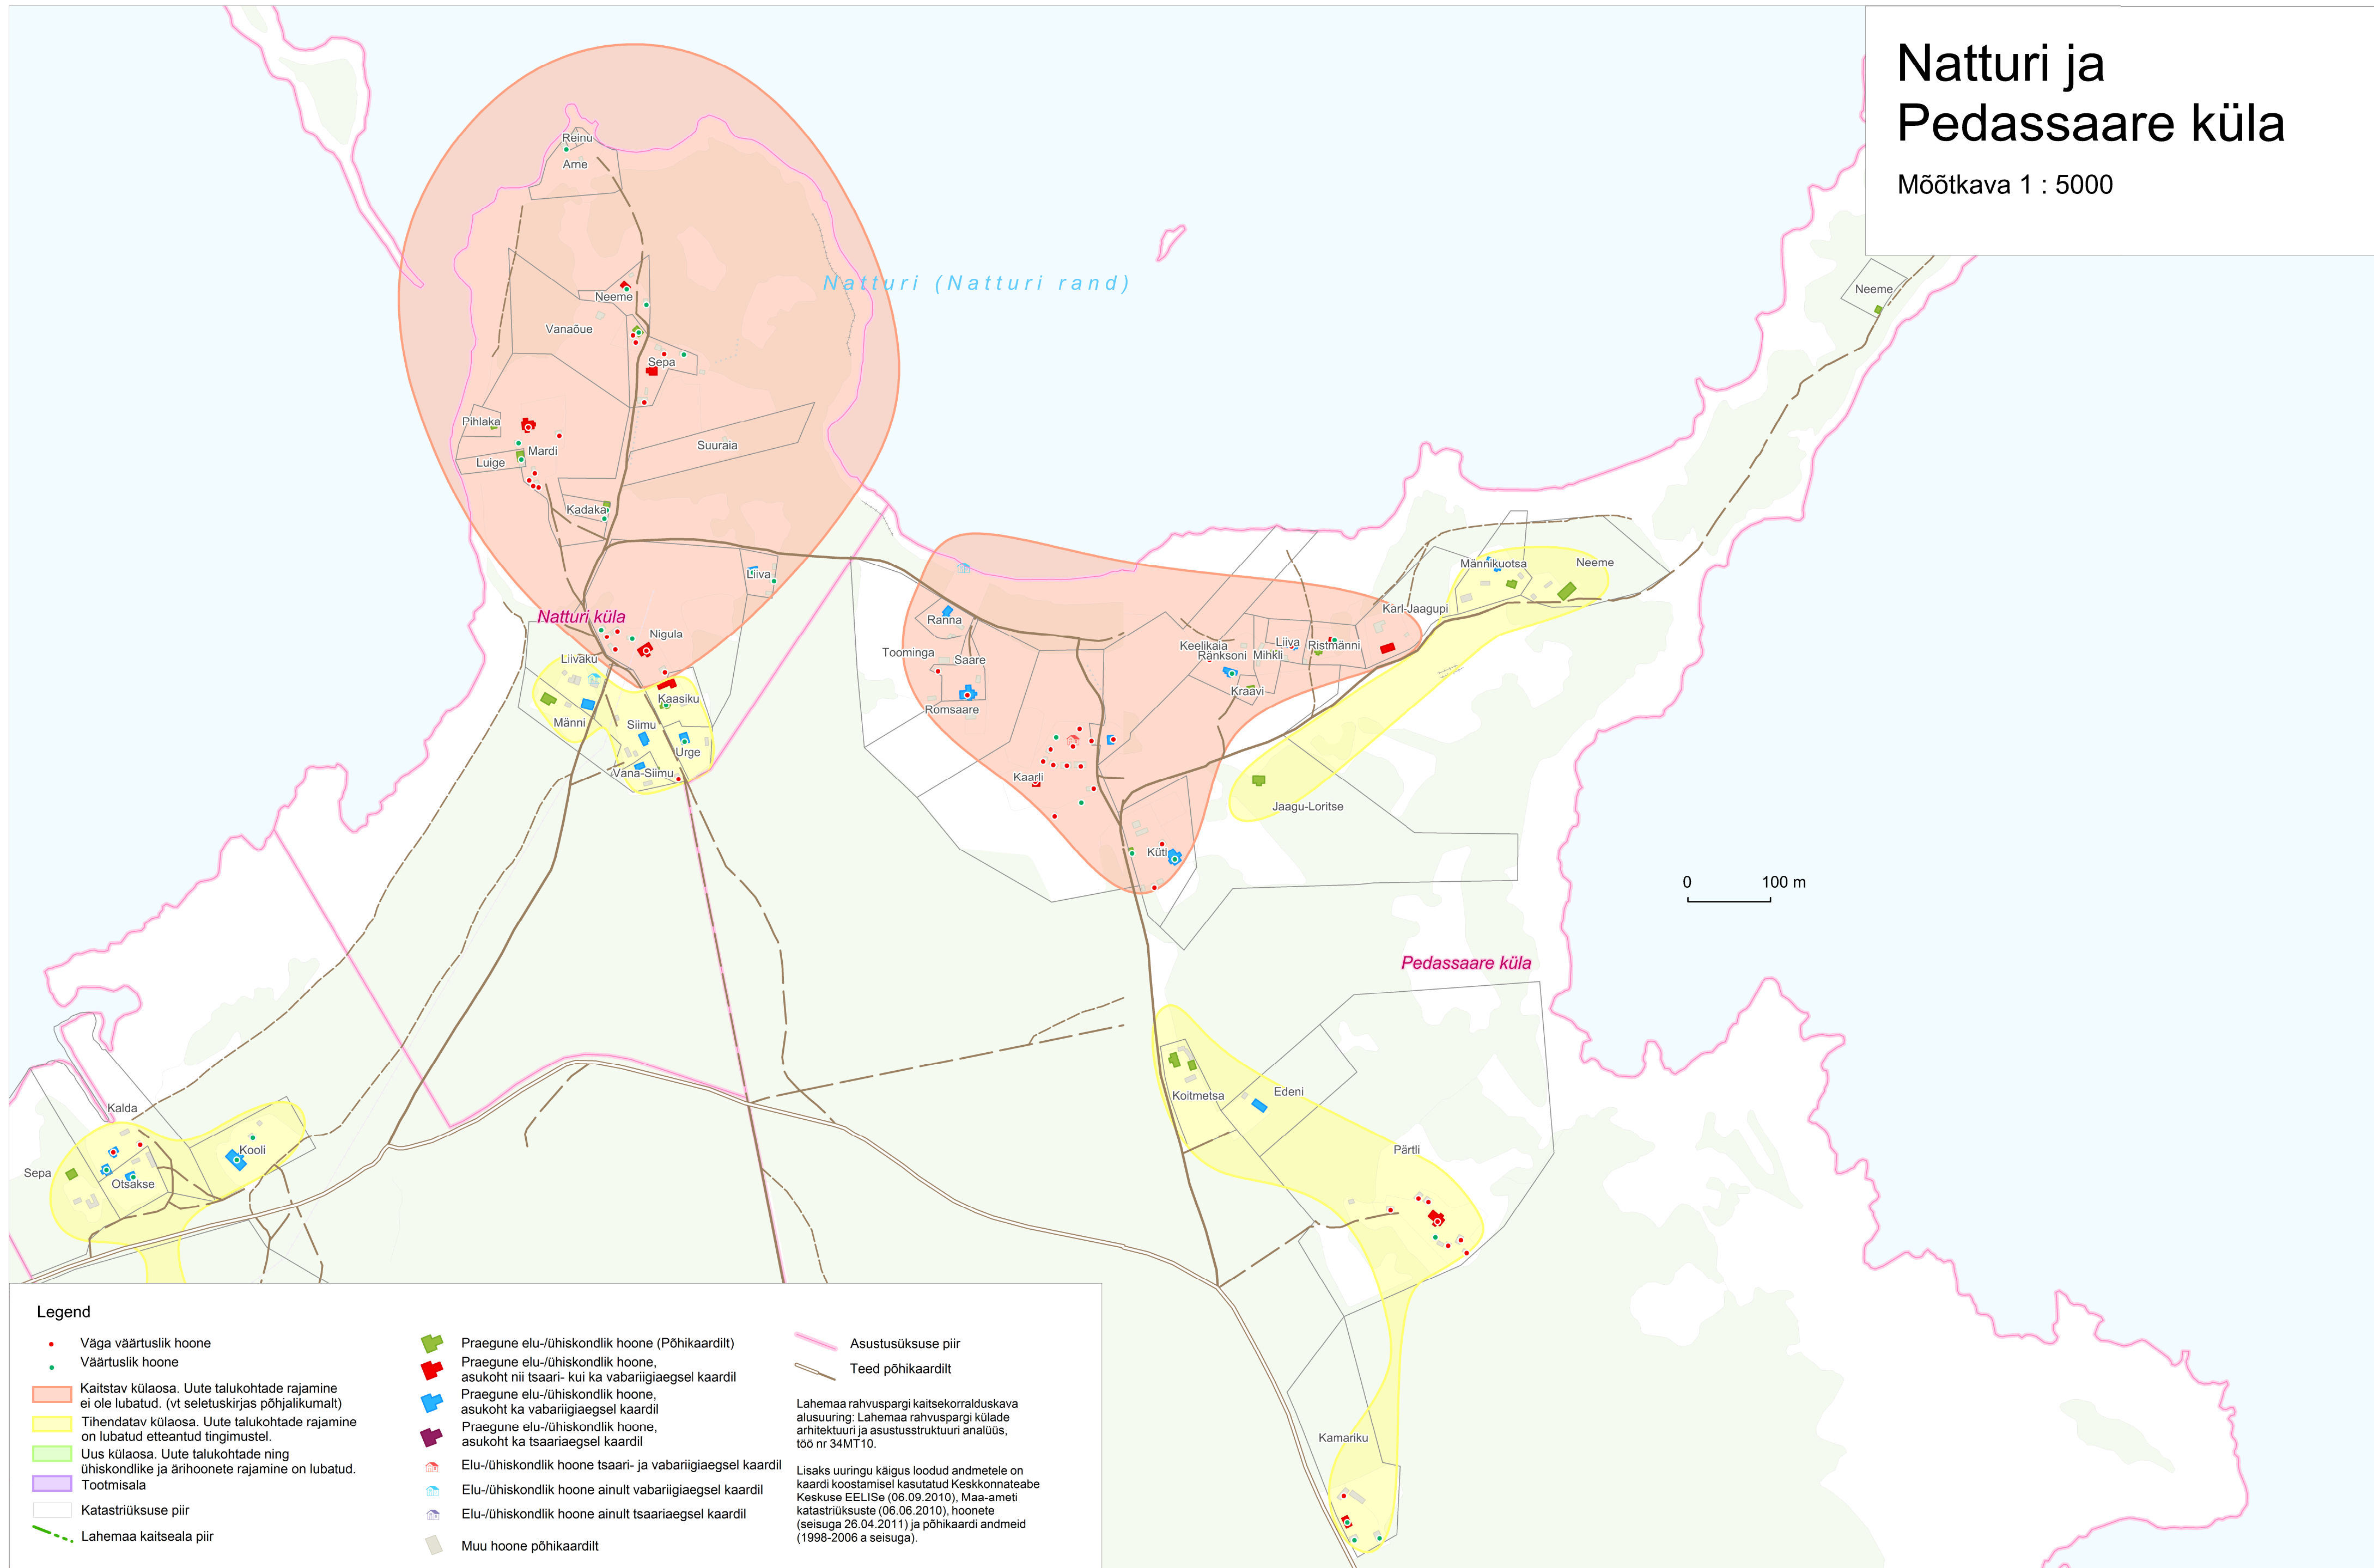 Natturi ja
Pedassaare küla
Mõõtkava 1 : 5000
Reinu
Arne
Natturi (Natturi rand)
Neeme
Neeme
Vanaõue
Sepa
Pihlaka
Mardi
Suuraia
Luige
Kadaka
Liiva
Männikuotsa
Neeme
Natturi küla
Nigula
Ranna
Karl-Jaagupi
Liivaku
Toominga
Saare
Keelikaia
Liiva
Ristmänni
Ränksoni
Mihkli
Kaasiku
Kraavi
Romsaare
Männi
Siimu
Urge
Vana-Siimu
Kaarli
Jaagu-Loritse
Küti
0 100 m
Pedassaare küla
Koitmetsa
Edeni
Kalda
Kooli
Pärtli
Sepa
Otsakse
Kamariku
Legend
Väga väärtuslik hoone
Väärtuslik hoone
Kaitstav külaosa. Uute talukohtade rajamine
ei ole lubatud. (vt seletuskirjas põhjalikumalt)
Tihendatav külaosa. Uute talukohtade rajamine
on lubatud etteantud tingimustel.
Uus külaosa. Uute talukohtade ning
ühiskondlike ja ärihoonete rajamine on lubatud.
Tootmisala
Katastriüksuse piir
Lahemaa kaitseala piir
Praegune elu-/ühiskondlik hoone (Põhikaardilt)
Praegune elu-/ühiskondlik hoone,
asukoht nii tsaari- kui ka vabariigiaegsel kaardil
Praegune elu-/ühiskondlik hoone,
asukoht ka vabariigiaegsel kaardil
Praegune elu-/ühiskondlik hoone,
asukoht ka tsaariaegsel kaardil
Elu-/ühiskondlik hoone tsaari- ja vabariigiaegsel kaardil
Elu-/ühiskondlik hoone ainult vabariigiaegsel kaardil
Elu-/ühiskondlik hoone ainult tsaariaegsel kaardil
Muu hoone põhikaardilt
Asustusüksuse piir
Teed põhikaardilt
Lahemaa rahvuspargi kaitsekorralduskava
alusuuring: Lahemaa rahvuspargi külade
arhitektuuri ja asustusstruktuuri analüüs,
töö nr 34MT10.
Lisaks uuringu käigus loodud andmetele on
kaardi koostamisel kasutatud Keskkonnateabe
Keskuse EELISe (06.09.2010), Maa-ameti
katastriüksuste (06.06.2010), hoonete
(seisuga 26.04.2011) ja põhikaardi andmeid
(1998-2006 a seisuga).